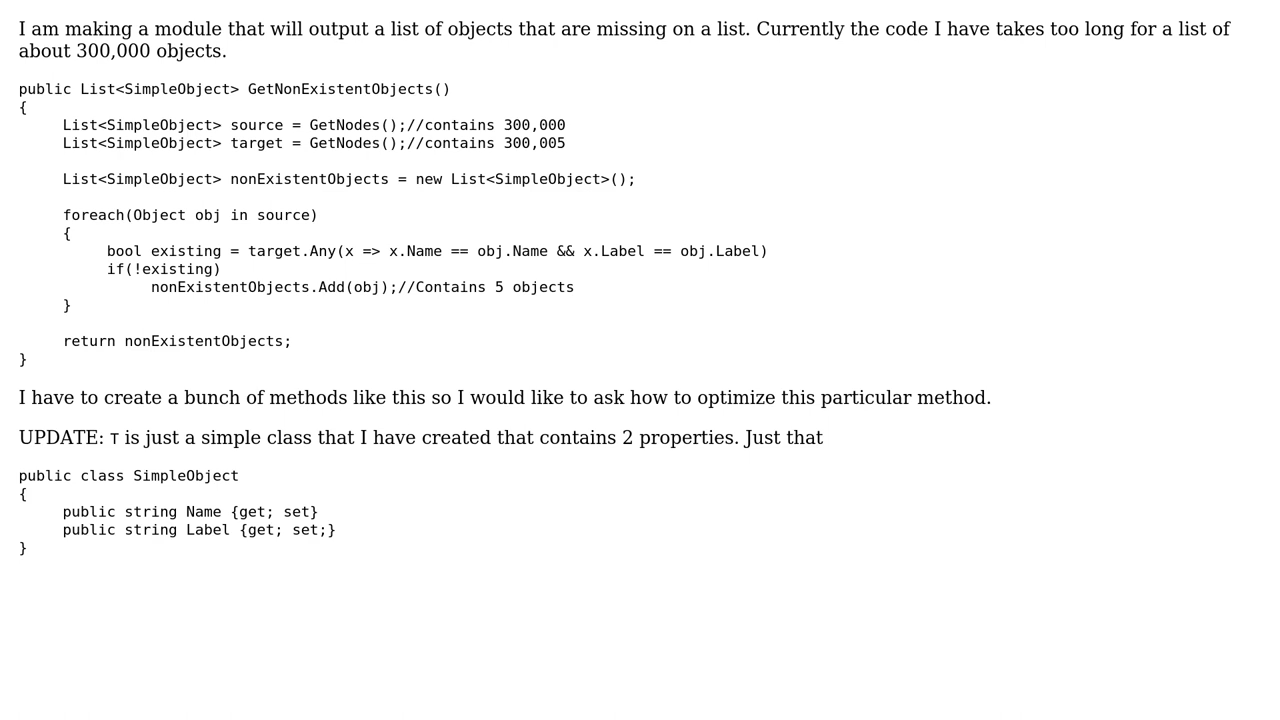 I am making a module that will output a list of objects that are missing on a list. Currently the code I have takes too long for a list of
about 300,000 objects.
public List<SimpleObject> GetNonExistentObjects()
{
     List<SimpleObject> source = GetNodes();//contains 300,000
     List<SimpleObject> target = GetNodes();//contains 300,005
     List<SimpleObject> nonExistentObjects = new List<SimpleObject>();
     foreach(Object obj in source)
     {
          bool existing = target.Any(x => x.Name == obj.Name && x.Label == obj.Label)
          if(!existing)
               nonExistentObjects.Add(obj);//Contains 5 objects
     }
     return nonExistentObjects;
}
I have to create a bunch of methods like this so I would like to ask how to optimize this particular method.
UPDATE: T is just a simple class that I have created that contains 2 properties. Just that
public class SimpleObject
{
     public string Name {get; set}
     public string Label {get; set;}
}